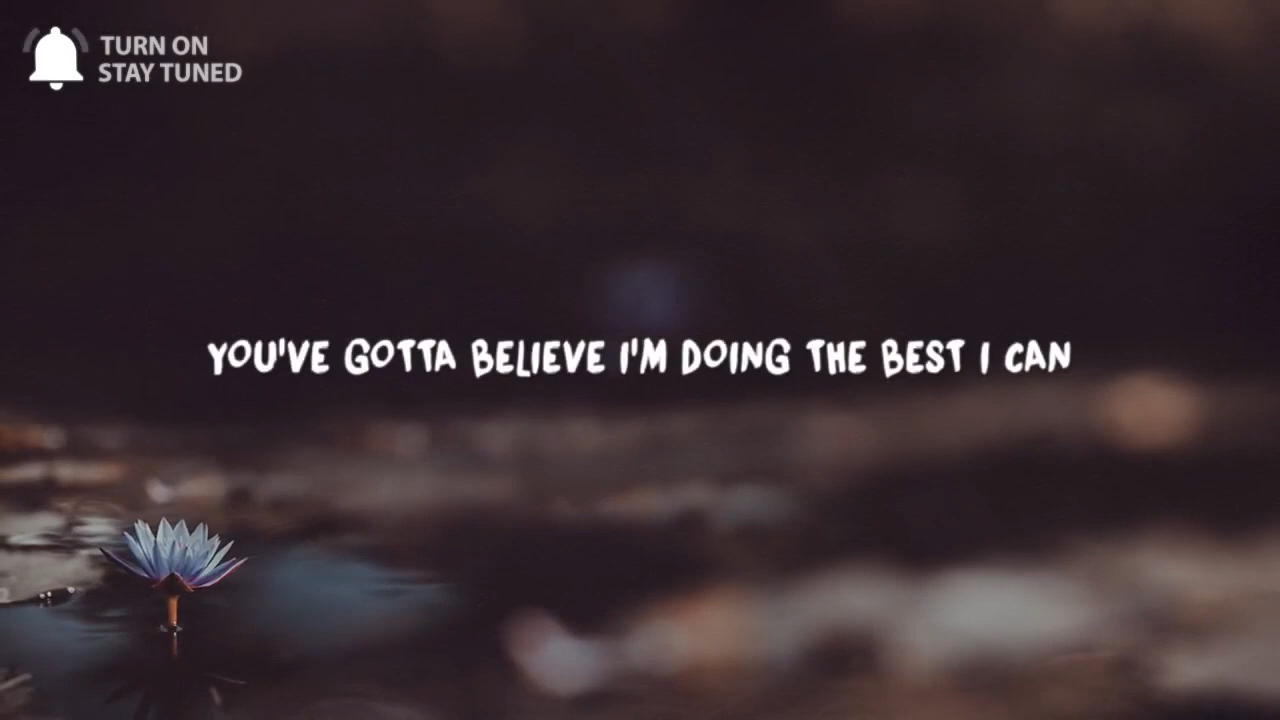 TURN ON
STAY TUNED
YOU'VE GOTTA BELIEVE I'M DOING THE BEST I CAN